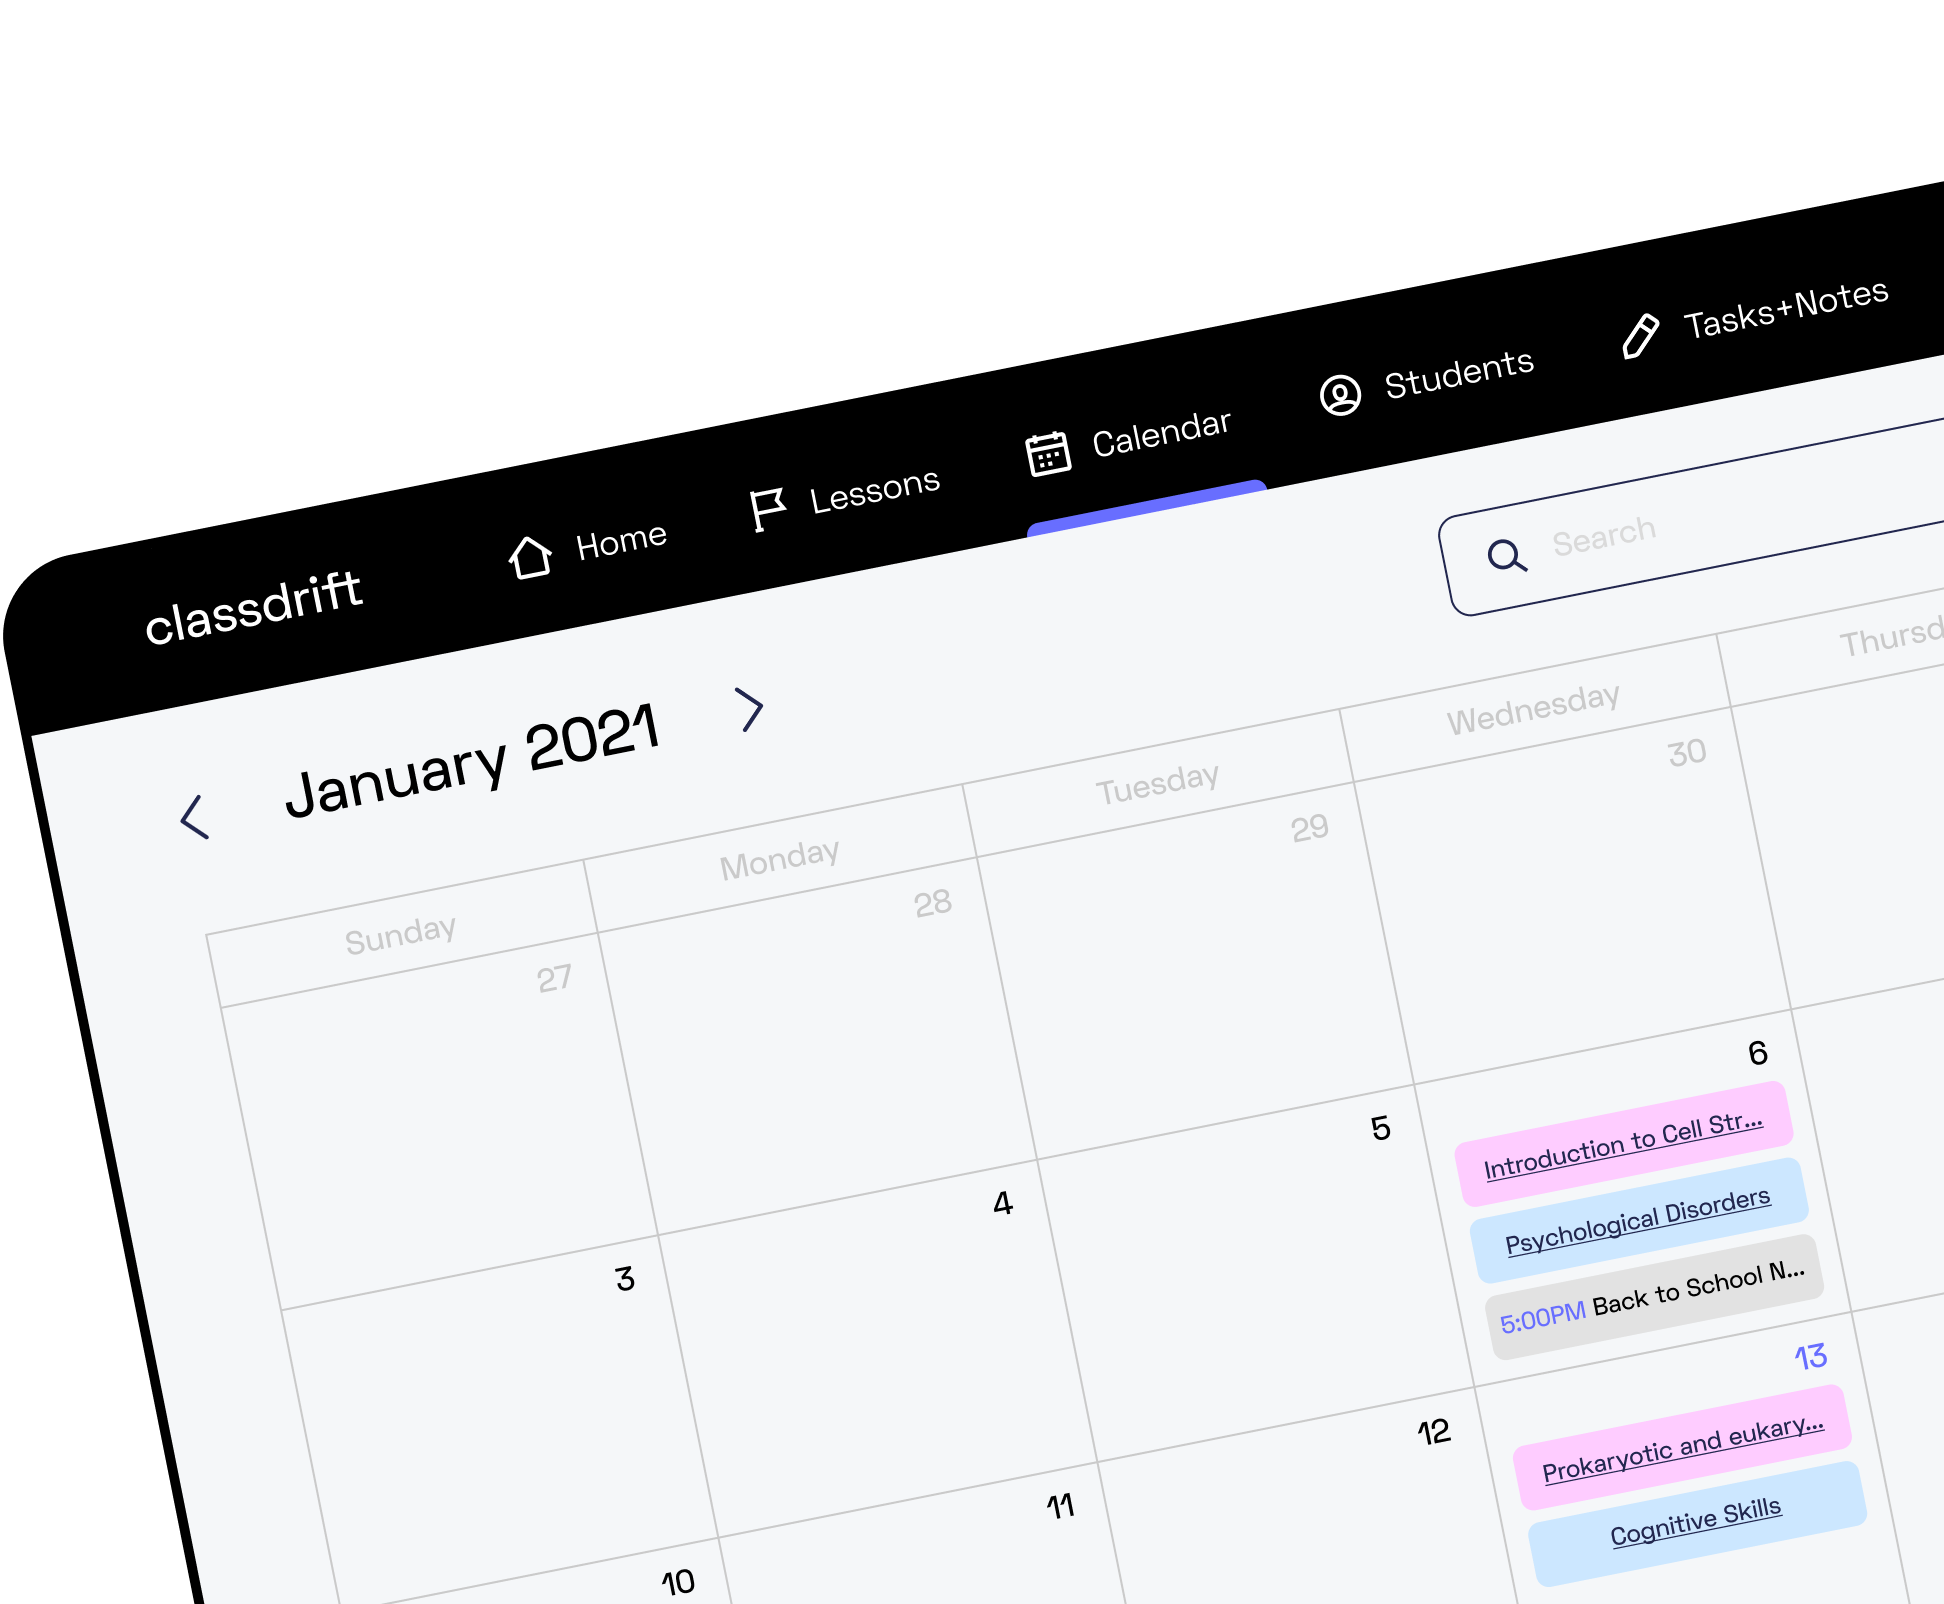 classdrift
Home
Lessons
Calendar
Students
Tasks+Notes
January 2021
Search
Sunday
Monday
Tuesday
Wednesday
Thursd
27
28
29
30
3
4
5
6
Introduction to Cell Str...
Psychological Disorders
5:00PM Back to School N...
10
11
12
13
Prokaryotic and eukary...
Cognitive Skills